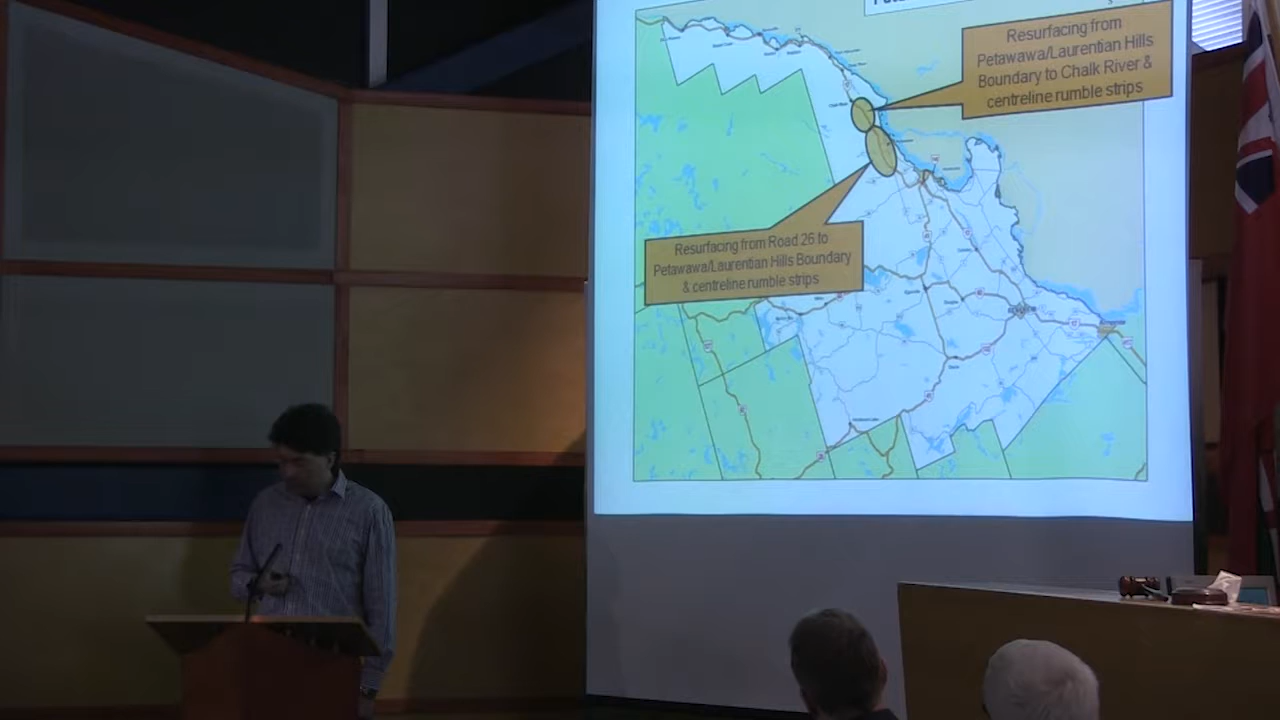 Resurfacing from
Petawawa/Laurentian Hills
Boundary to Chalk River &
centreline rumble strips
Resurfacing from Road 26 to
Petawawa/Laurentian Hills Boundary
& centreline rumble strips